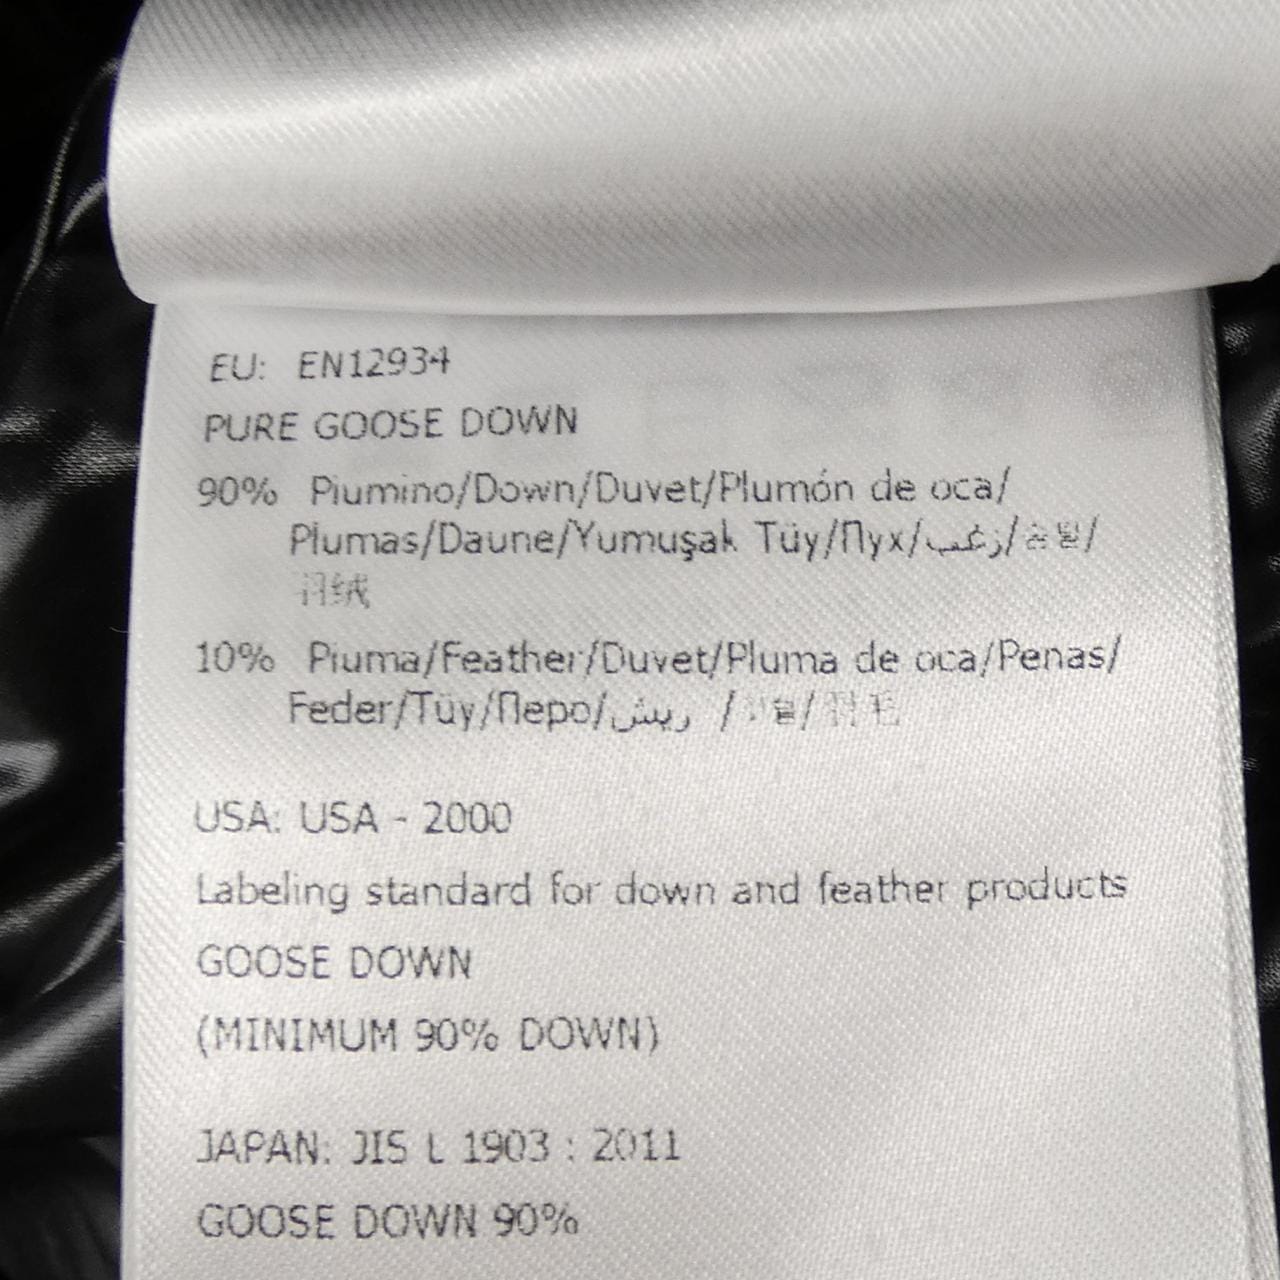 EU: EN12934
PURE GOOSE DOWN
90% Piumino/Down/Duvet/Plumón de oca/
Plumas/Daune/Yumuşak Tüy/Пух/زغب/솜털/
羽绒
10% Piuma/Feather/Duvet/Pluma de oca/Penas/
Feder/Tüy/Перо/ريش / /羽毛
USA: USA - 2000
Labeling standard for down and feather products
GOOSE DOWN
(MINIMUM 90% DOWN)
JAPAN: JIS L 1903 : 2011
GOOSE DOWN 90%